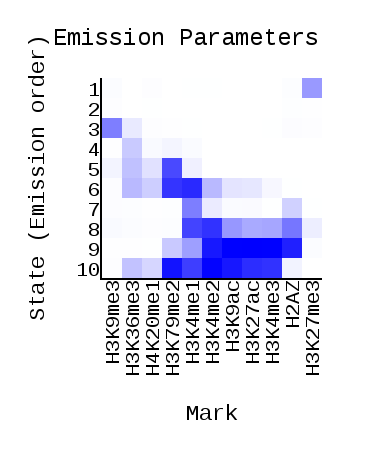 Emission Parameters
State (Emission order)
1
2
3
4
5
6
7
8
9
10
H3K9me3
H3K36me3
H4K20me1
H3K79me2
H3K4me1
H3K4me2
H3K9ac
H3K27ac
H3K4me3
H2AZ
H3K27me3
Mark